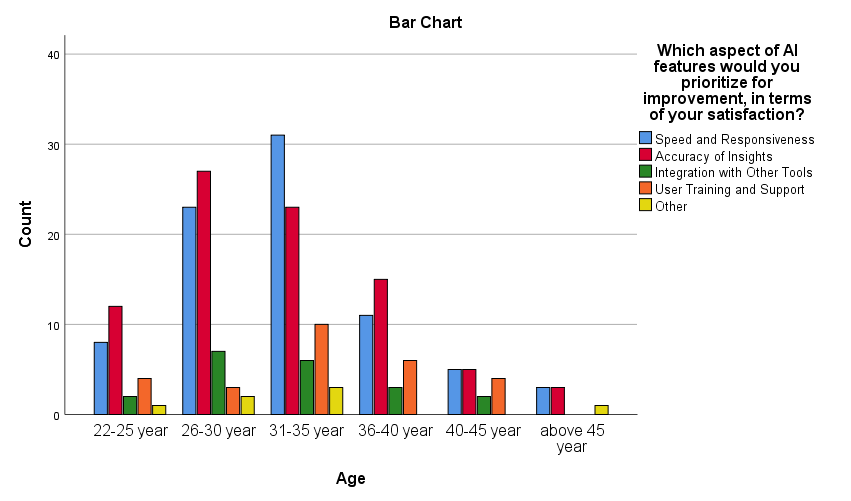 Bar Chart
Which aspect of AI
features would you
prioritize for
improvement, in terms
of your satisfaction?
Speed and Responsiveness
Accuracy of Insights
Integration with Other Tools
User Training and Support
Other
Count
40
30
20
10
0
22-25 year
26-30 year
31-35 year
36-40 year
40-45 year
above 45
year
Age